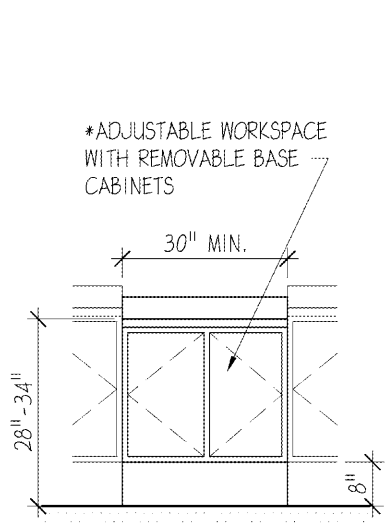 *ADJUSTABLE WORKSPACE
WITH REMOVABLE BASE
CABINETS
30" MIN.
28"-34"
8"